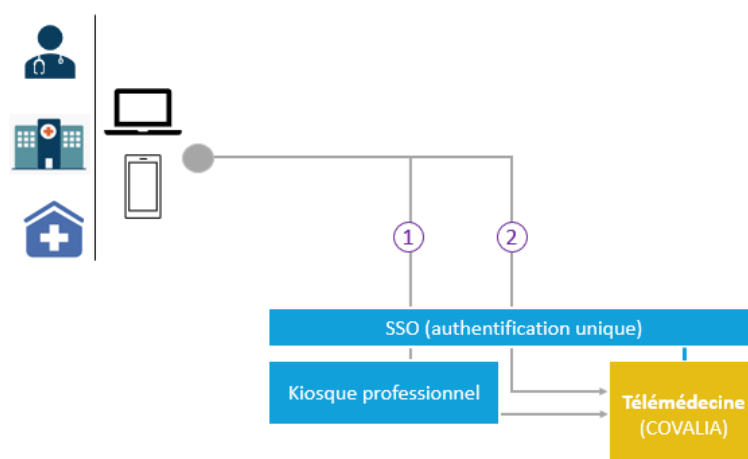 1
2
SSO (authentification unique)
Kiosque professionnel
Télémédecine
(COVALIA)